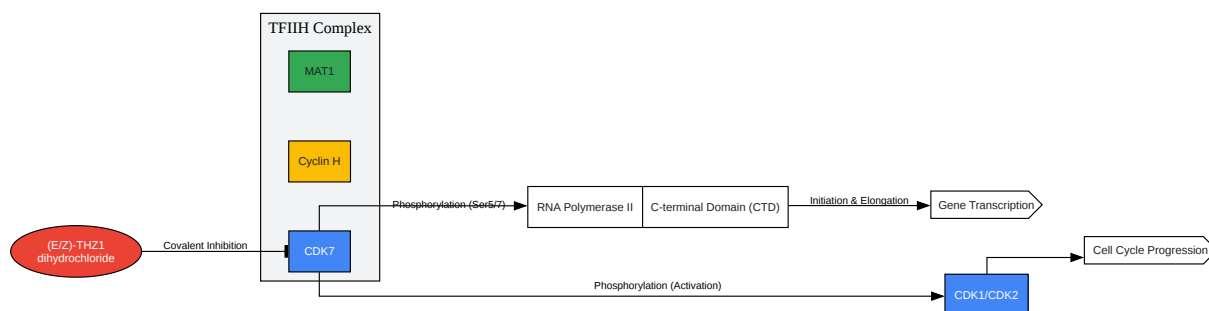 TFIIH Complex
MAT1
Cyclin H
Phosphorylation (Ser5/7)
RNA Polymerase II
C-terminal Domain (CTD)
Initiation & Elongation
Gene Transcription
(E/Z)-THZ1
dihydrochloride
Covalent Inhibition
CDK7
Cell Cycle Progression
Phosphorylation (Activation)
CDK1/CDK2